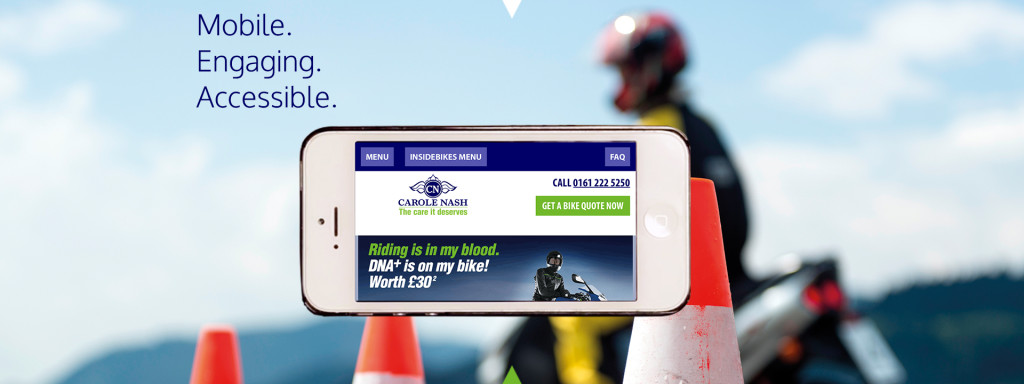 Mobile.
Engaging.
Accessible.
MENU
INSIDEBIKES MENU
FAQ
CALL 0161 222 5250
CN
CAROLE NASH
The care it deserves
GET A BIKE QUOTE NOW
Riding is in my blood.
DNA+ is on my bike!
Worth £30²